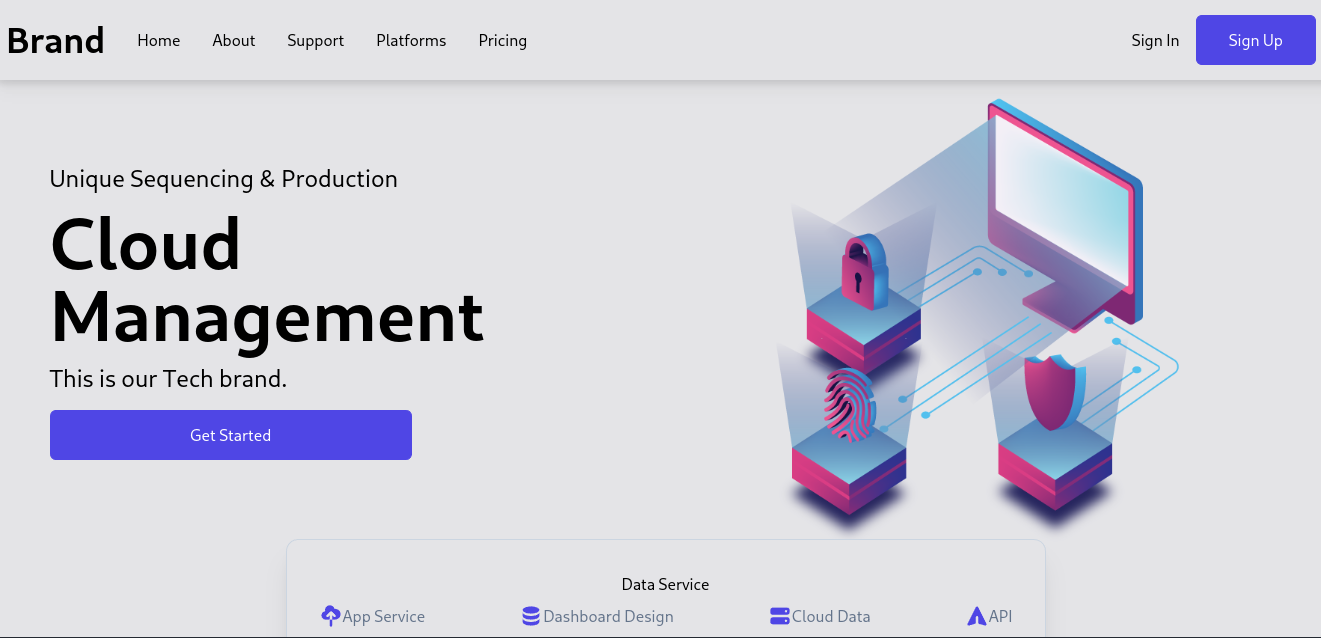 Brand Home About Support Platforms Pricing Sign In Sign Up
Unique Sequencing & Production
Cloud
Management
This is our Tech brand.
Get Started
Data Service
App Service Dashboard Design Cloud Data API